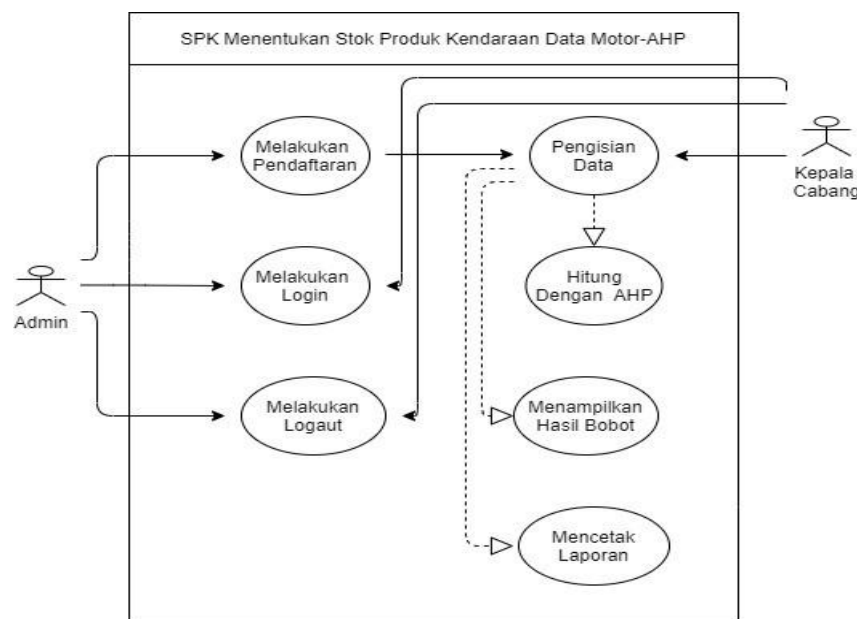 SPK Menentukan Stok Produk Kendaraan Data Motor-AHP
Melakukan
Pendaftaran
Pengisian
Data
Kepala
Cabang
Melakukan
Login
Hitung
Dengan AHP
Admin
Melakukan
Logaut
Menampilkan
Hasil Bobot
Mencetak
Laporan